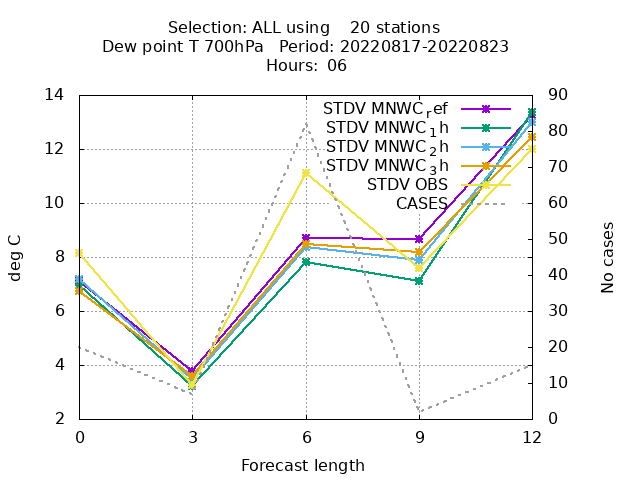 Selection: ALL using    20 stations
Dew point T 700hPa   Period: 20220817-20220823
Hours: 06
STDV MNWC_ref
STDV MNWC_1h
STDV MNWC_2h
STDV MNWC_3h
STDV OBS
CASES
14
12
10
8
6
4
2
90
80
70
60
50
40
30
20
10
0
deg C
No cases
0 3 6 9 12
Forecast length